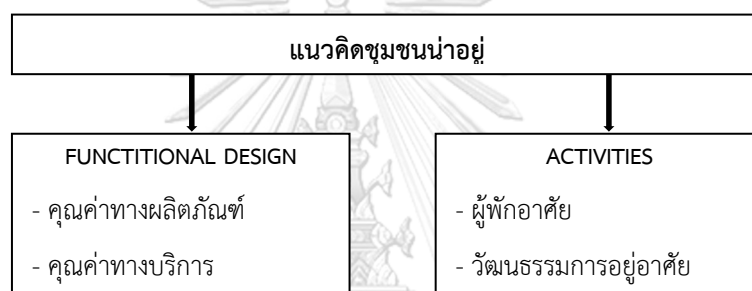 แนวคิดชุมชนน่าอยู่
FUNCTITIONAL DESIGN
- คุณค่าทางผลิตภัณฑ์
- คุณค่าทางบริการ
ACTIVITIES
- ผู้พักอาศัย
- วัฒนธรรมการอยู่อาศัย